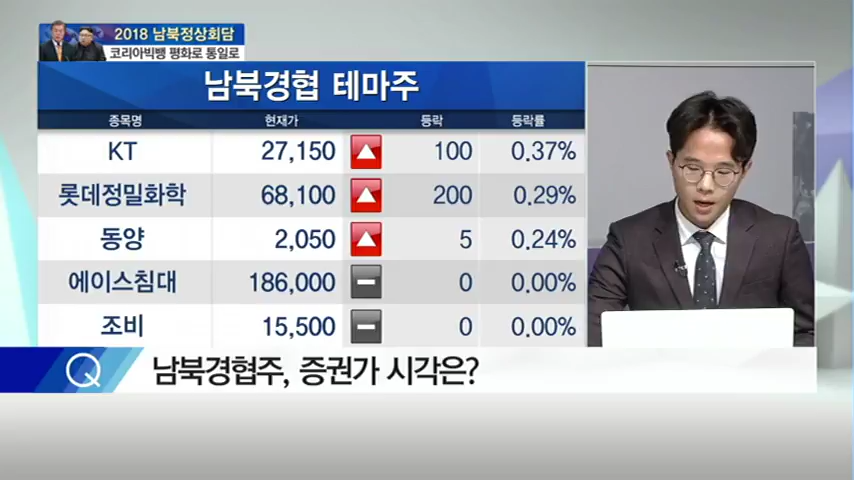 2018 남북정상회담
코리아빅뱅 평화로 통일로
남북경협 테마주
종목명 현재가 등락 등락률
KT 27,150 100 0.37%
롯데정밀화학 68,100 200 0.29%
동양 2,050 5 0.24%
에이스침대 186,000 0 0.00%
조비 15,500 0 0.00%
Q 남북경협주, 증권가 시각은?